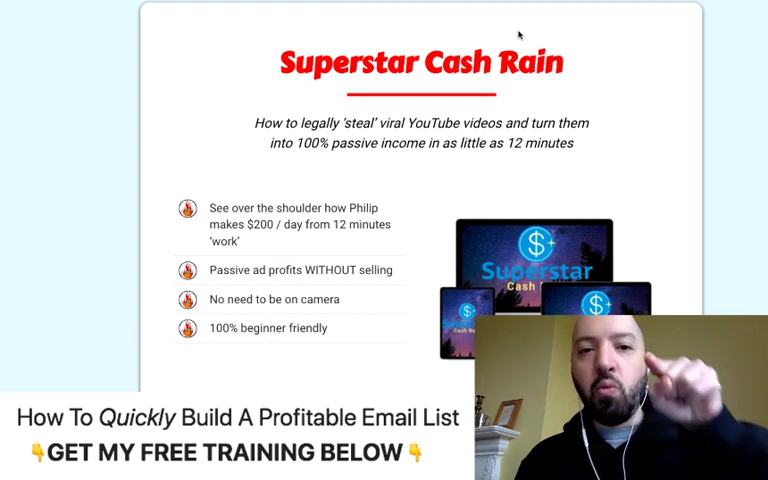 Superstar Cash Rain
How to legally 'steal' viral YouTube videos and turn them
into 100% passive income in as little as 12 minutes
See over the shoulder how Philip
makes $200 / day from 12 minutes
'work'
Passive ad profits WITHOUT selling
No need to be on camera
100% beginner friendly
$
Superstar
Cash
$
How To Quickly Build A Profitable Email List
👇GET MY FREE TRAINING BELOW👇